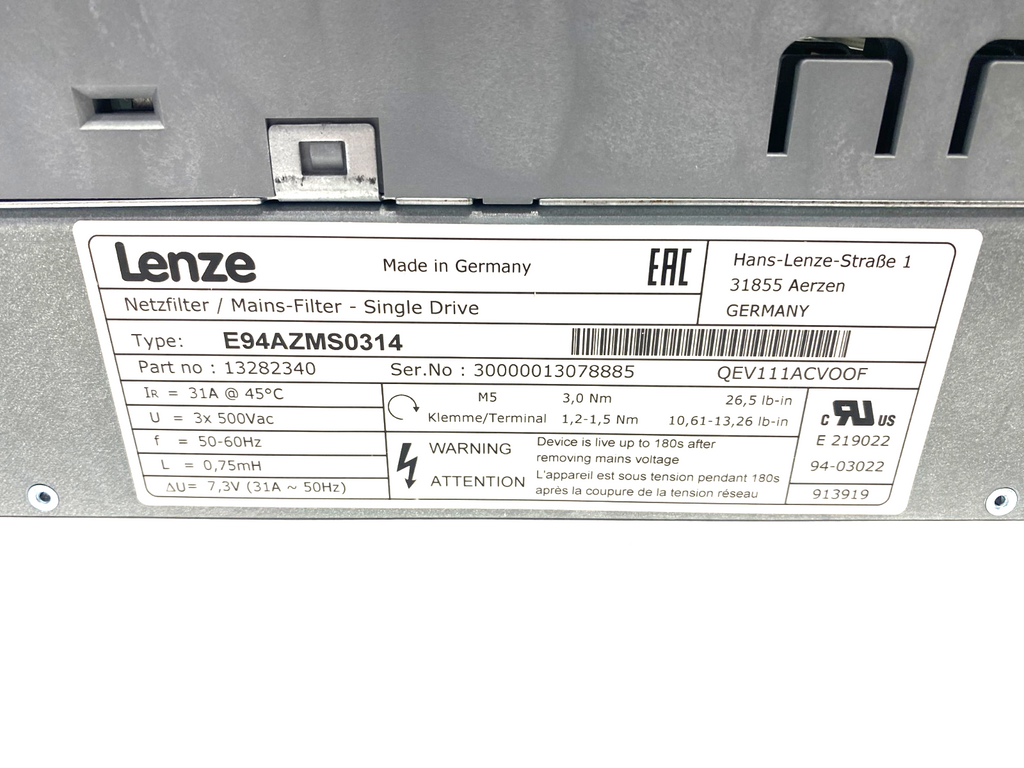 Lenze
Made in Germany
EAC
Hans-Lenze-Straße 1
31855 Aerzen
GERMANY
Netzfilter / Mains-Filter - Single Drive
Type: E94AZMS0314
Part no : 13282340 Ser.No : 30000013078885 QEV111ACVOOF
IR = 31A @ 45°C
U = 3x 500Vac
f = 50-60Hz
L = 0,75mH
ΔU= 7,3V (31A ~ 50Hz)
M5 3,0 Nm 26,5 lb-in
Klemme/Terminal 1,2-1,5 Nm 10,61-13,26 lb-in
WARNING
Device is live up to 180s after
removing mains voltage
ATTENTION
L'appareil est sous tension pendant 180s
après la coupure de la tension réseau
c RU US
E 219022
94-03022
913919